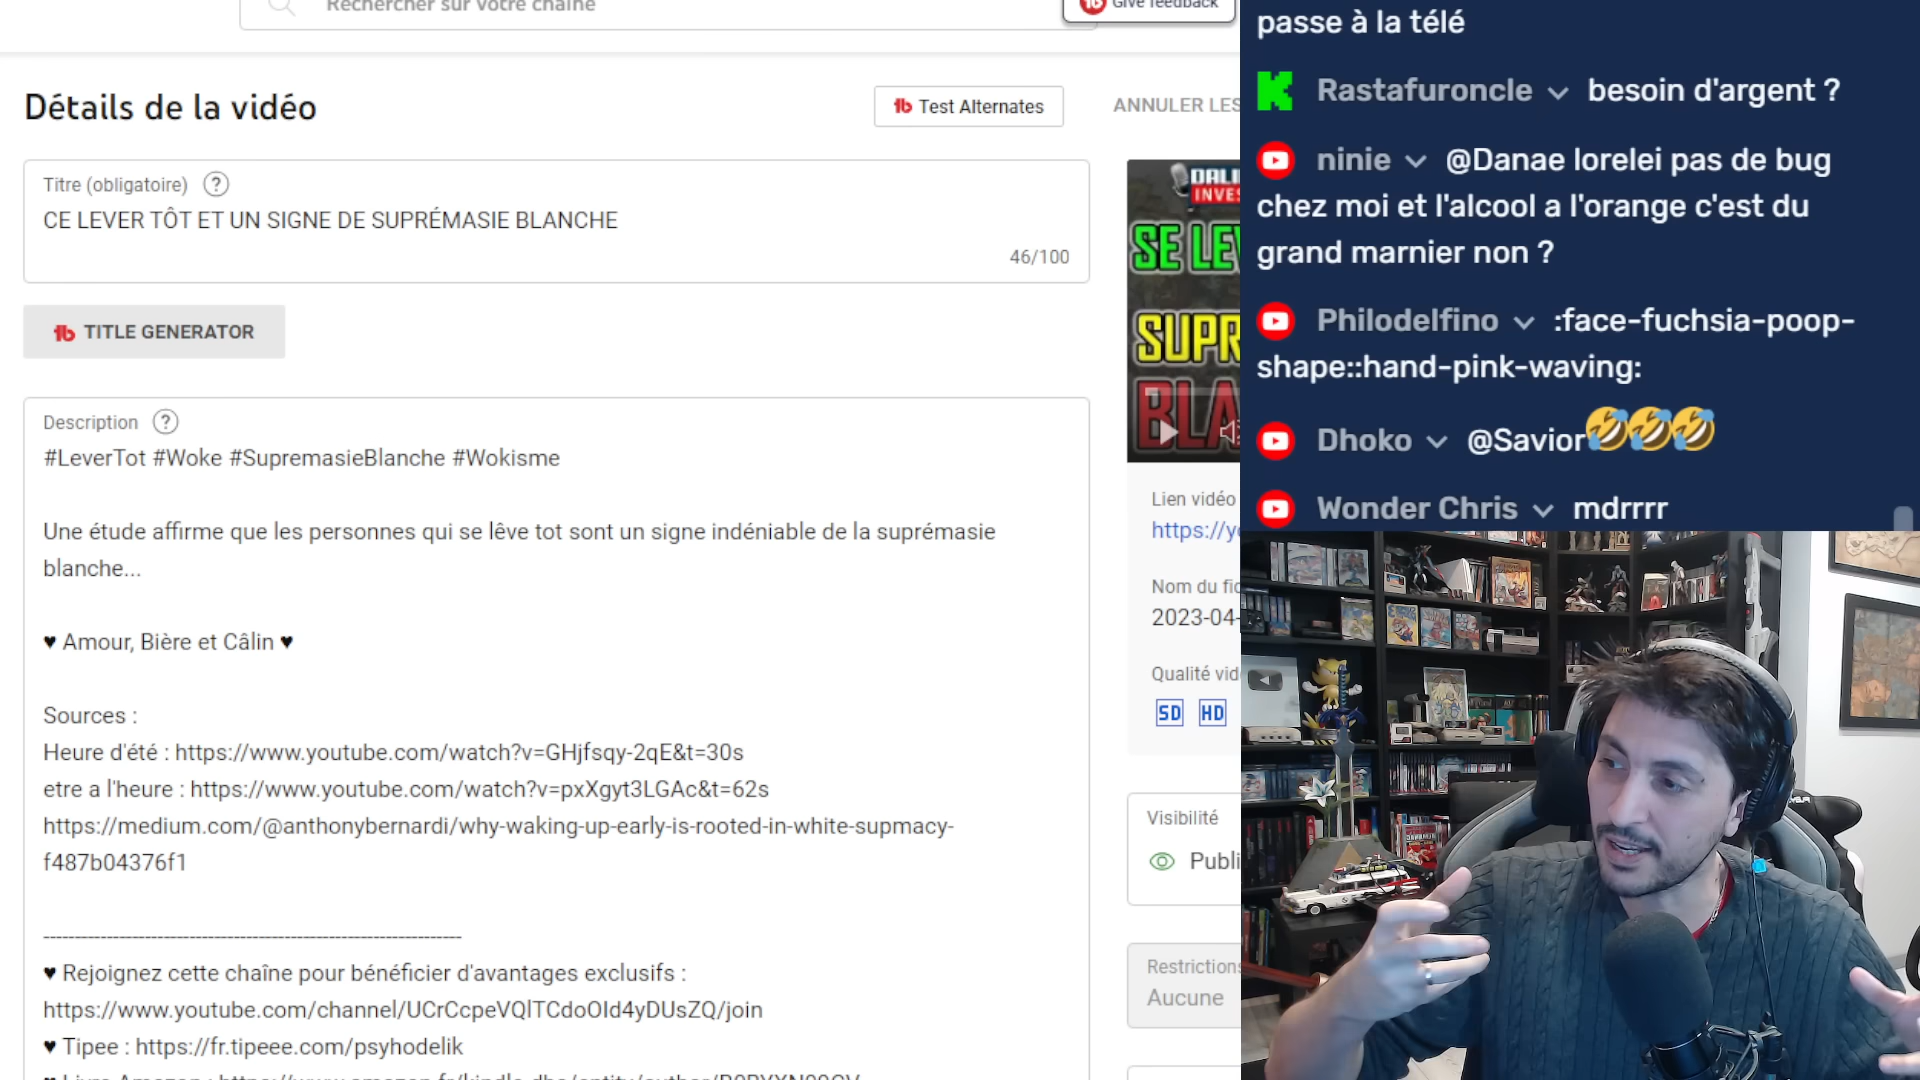 Rechercher sur votre chaîne
Give feedback
Détails de la vidéo
Test Alternates
ANNULER LES
Titre (obligatoire)
CE LEVER TÔT ET UN SIGNE DE SUPRÉMASIE BLANCHE
46/100
TITLE GENERATOR
Description
#LeverTot #Woke #SupremasieBlanche #Wokisme
Une étude affirme que les personnes qui se lêve tot sont un signe indéniable de la suprémasie
blanche...
♥ Amour, Bière et Câlin ♥
Sources :
Heure d'été : https://www.youtube.com/watch?v=GHjfsqy-2qE&t=30s
etre a l'heure : https://www.youtube.com/watch?v=pxXgyt3LGAc&t=62s
https://medium.com/@anthonybernardi/why-waking-up-early-is-rooted-in-white-supmacy-
f487b04376f1
-------------------------------------------------------------------
♥ Rejoignez cette chaîne pour bénéficier d'avantages exclusifs :
https://www.youtube.com/channel/UCrCcpeVQlTCdoOId4yDUsZQ/join
♥ Tipee : https://fr.tipeee.com/psyhodelik
SE LEV
SUPR
BLA
Lien vidéo
https://yo
Nom du fic
2023-04-
Qualité vid
SD HD
Visibilité
Publi
Restrictions
Aucune
passe à la télé
Rastafuroncle besoin d'argent ?
ninie @Danae lorelei pas de bug
chez moi et l'alcool a l'orange c'est du
grand marnier non ?
Philodelfino :face-fuchsia-poop-
shape::hand-pink-waving:
Dhoko @Savior🤣🤣🤣
Wonder Chris mdrrrr